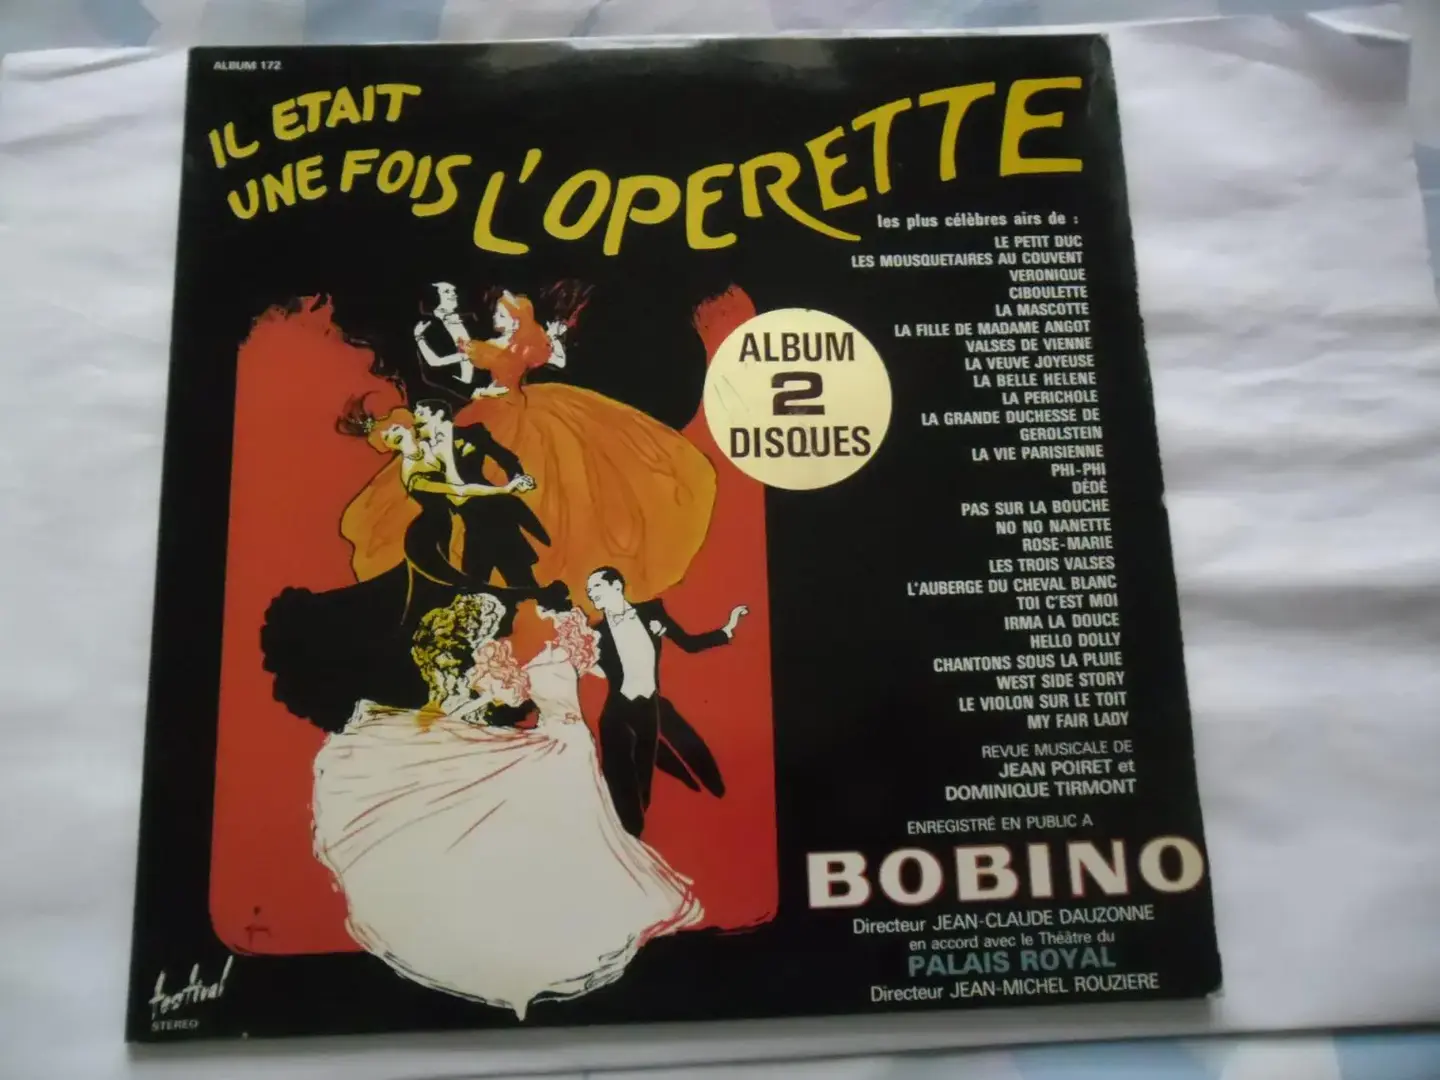 ALBUM 172
IL ETAIT
UNE FOIS L'OPERETTE
les plus célèbres airs de :
LE PETIT DUC
LES MOUSQUETAIRES AU COUVENT
VERONIQUE
CIBOULETTE
LA MASCOTTE
LA FILLE DE MADAME ANGOT
VALSES DE VIENNE
LA VEUVE JOYEUSE
LA BELLE HELENE
LA PERICHOLE
LA GRANDE DUCHESSE DE
GEROLSTEIN
LA VIE PARISIENNE
PHI-PHI
DÉDÉ
PAS SUR LA BOUCHE
NO NO NANETTE
ROSE-MARIE
LES TROIS VALSES
L'AUBERGE DU CHEVAL BLANC
TOI C'EST MOI
IRMA LA DOUCE
HELLO DOLLY
CHANTONS SOUS LA PLUIE
WEST SIDE STORY
LE VIOLON SUR LE TOIT
MY FAIR LADY
ALBUM
2
DISQUES
REVUE MUSICALE DE
JEAN POIRET et
DOMINIQUE TIRMONT
ENREGISTRÉ EN PUBLIC A
BOBINO
Directeur JEAN-CLAUDE DAUZONNE
en accord avec le Théâtre du
PALAIS ROYAL
Directeur JEAN-MICHEL ROUZIERE
festival
STEREO